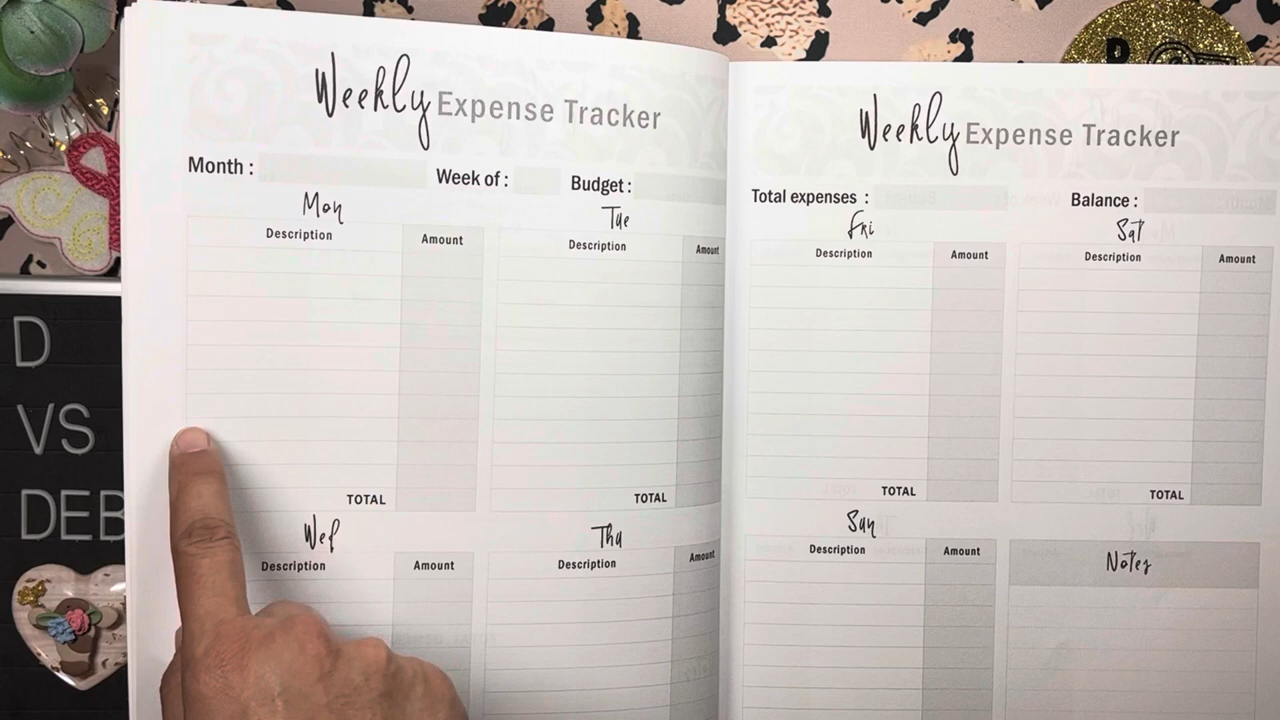 Weekly Expense Tracker
Month :
Week of :
Budget :
Mon
Tue
Description
Amount
Description
Amount
TOTAL
TOTAL
Wef
Thu
Description
Amount
Description
Amount
Weekly Expense Tracker
Total expenses :
Balance :
Fri
Sat
Description
Amount
Description
Amount
TOTAL
TOTAL
Sun
Notes
Description
Amount
D
VS
DEB